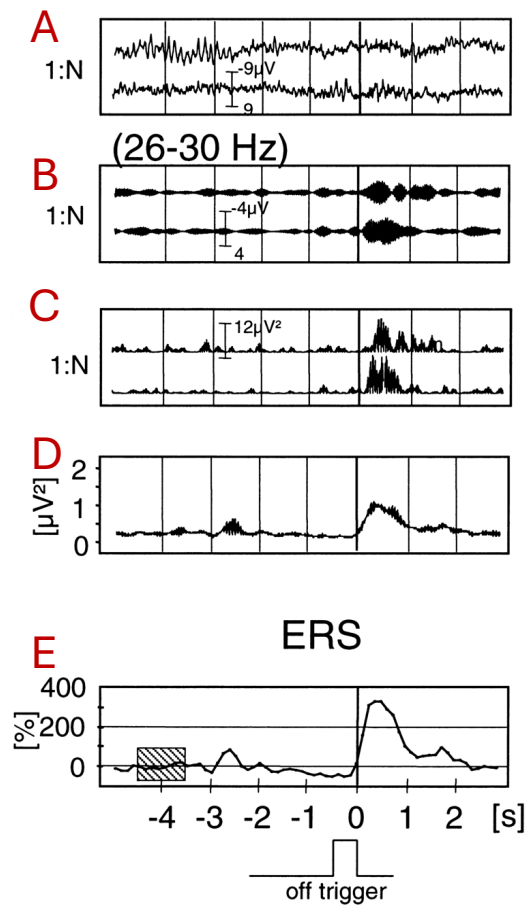 A
1:N
-9µV
9
(26-30 Hz)
B
1:N
-4µV
4
C
1:N
12µV²
D
[µV²]
2
1
0
ERS
E
[%]
400
200
0
-4 -3 -2 -1 0 1 2 [s]
off trigger